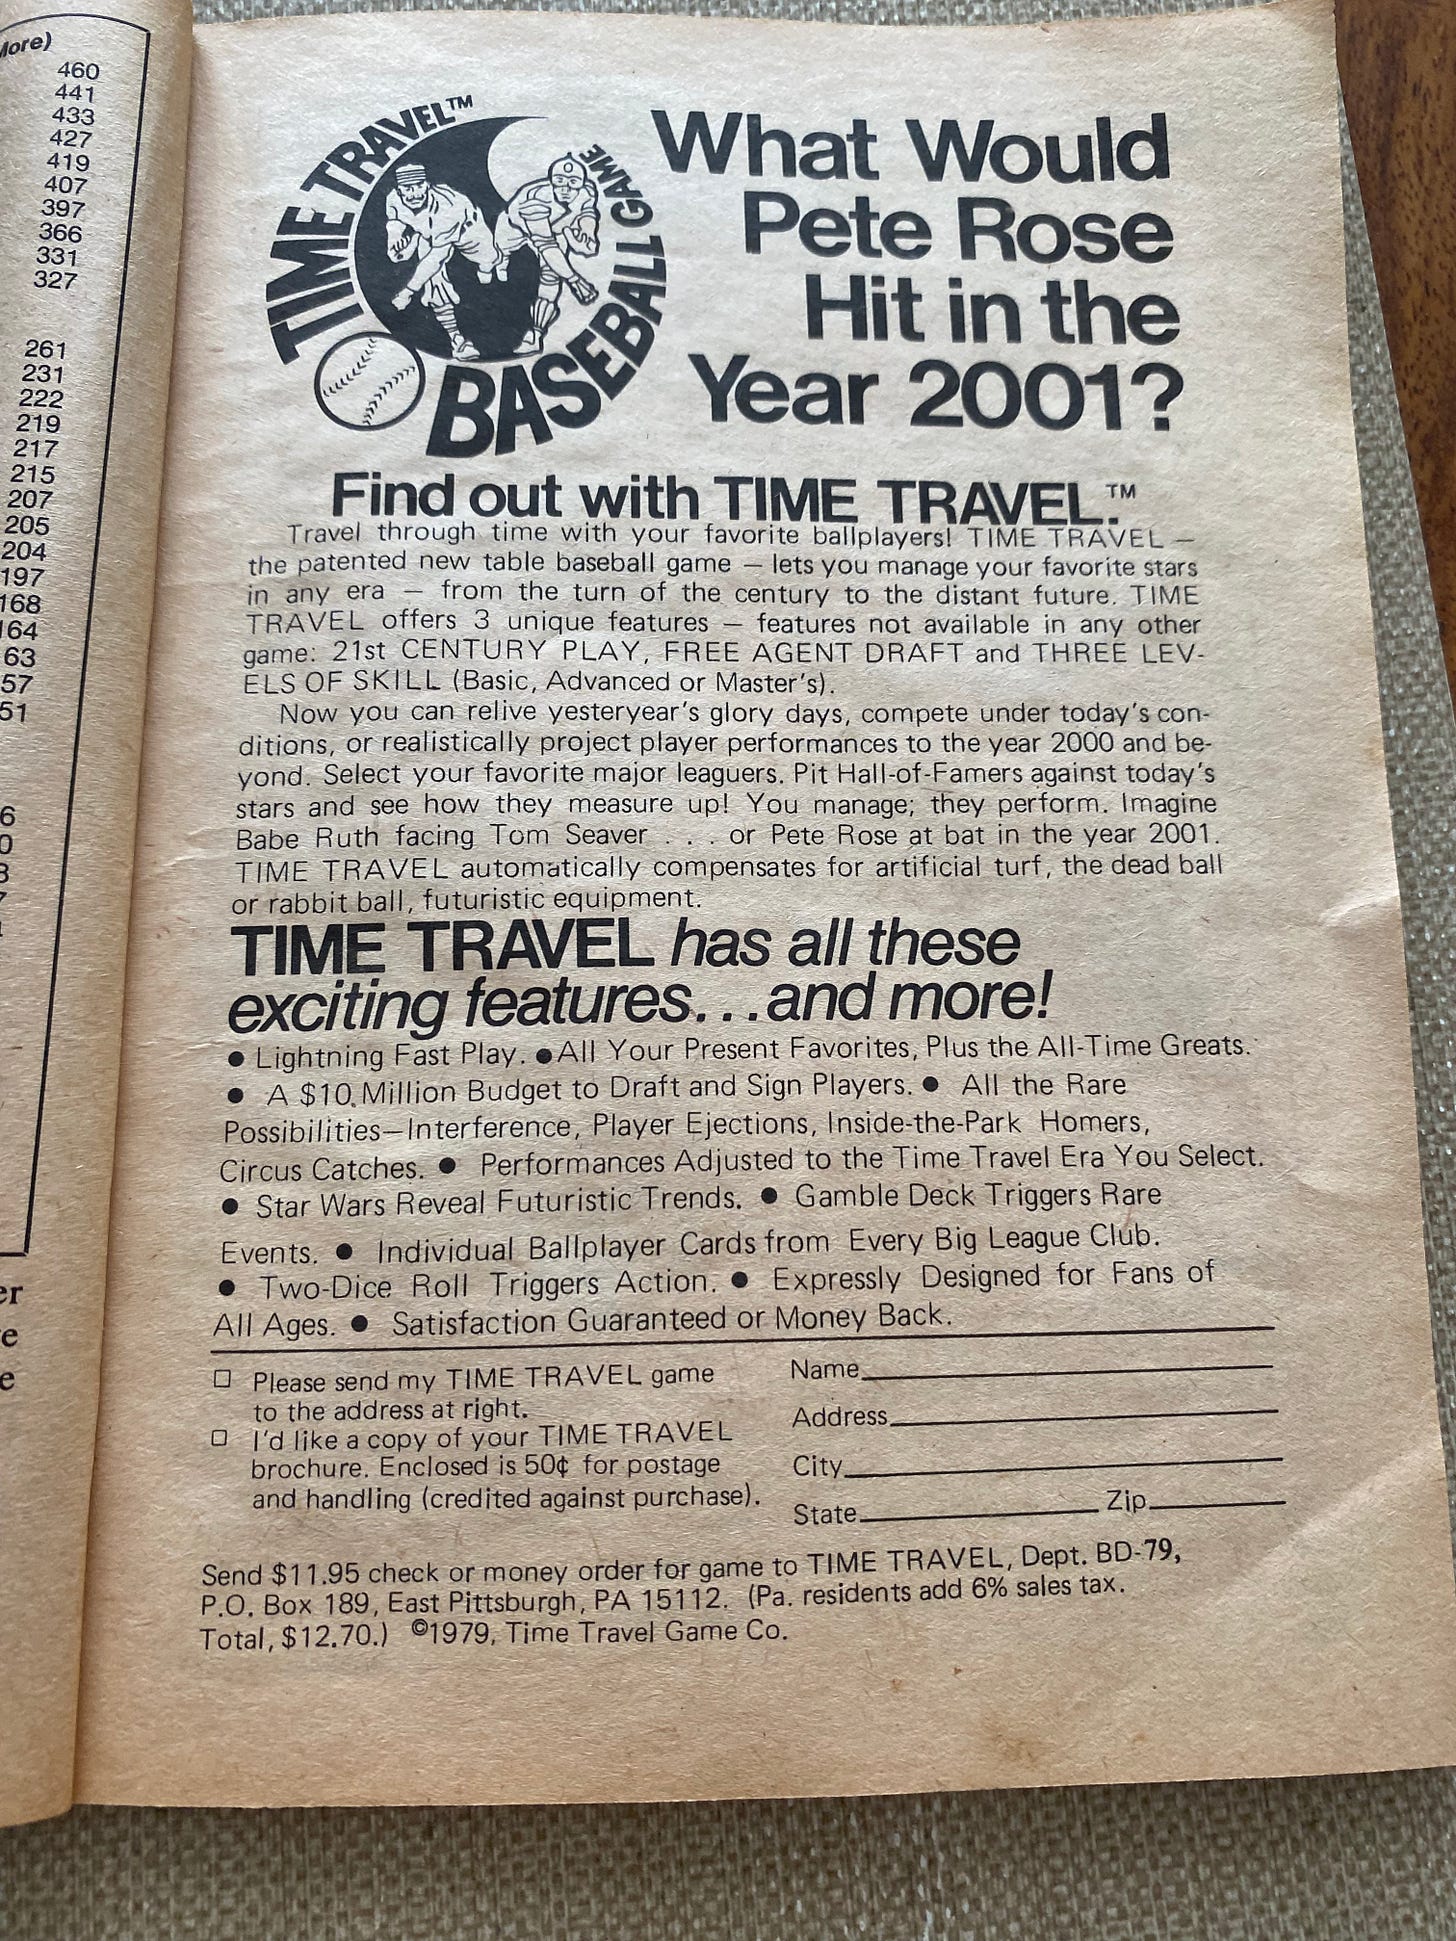 More)
460
441
433
427
419
407
397
366
331
327
261
231
222
219
217
215
207
205
204
197
168
164
63
57
51
6
0
8
7
er
e
e
TIME TRAVEL™
BASEBALL GAME
What Would
Pete Rose
Hit in the
Year 2001?
Find out with TIME TRAVEL.™
Travel through time with your favorite ballplayers! TIME TRAVEL —
the patented new table baseball game — lets you manage your favorite stars
in any era — from the turn of the century to the distant future. TIME
TRAVEL offers 3 unique features — features not available in any other
game: 21st CENTURY PLAY, FREE AGENT DRAFT and THREE LEV-
ELS OF SKILL (Basic, Advanced or Master's).
Now you can relive yesteryear's glory days, compete under today's con-
ditions, or realistically project player performances to the year 2000 and be-
yond. Select your favorite major leaguers. Pit Hall-of-Famers against today's
stars and see how they measure up! You manage; they perform. Imagine
Babe Ruth facing Tom Seaver . . . or Pete Rose at bat in the year 2001.
TIME TRAVEL automatically compensates for artificial turf, the dead ball
or rabbit ball, futuristic equipment.
TIME TRAVEL has all these
exciting features...and more!
● Lightning Fast Play. ● All Your Present Favorites, Plus the All-Time Greats.
● A $10 Million Budget to Draft and Sign Players. ● All the Rare
Possibilities—Interference, Player Ejections, Inside-the-Park Homers,
Circus Catches. ● Performances Adjusted to the Time Travel Era You Select.
● Star Wars Reveal Futuristic Trends. ● Gamble Deck Triggers Rare
Events. ● Individual Ballplayer Cards from Every Big League Club.
● Two-Dice Roll Triggers Action. ● Expressly Designed for Fans of
All Ages. ● Satisfaction Guaranteed or Money Back.
□ Please send my TIME TRAVEL game
to the address at right.
□ I'd like a copy of your TIME TRAVEL
brochure. Enclosed is 50¢ for postage
and handling (credited against purchase).
Name
Address
City
State Zip
Send $11.95 check or money order for game to TIME TRAVEL, Dept. BD-79,
P.O. Box 189, East Pittsburgh, PA 15112. (Pa. residents add 6% sales tax.
Total, $12.70.) ©1979, Time Travel Game Co.